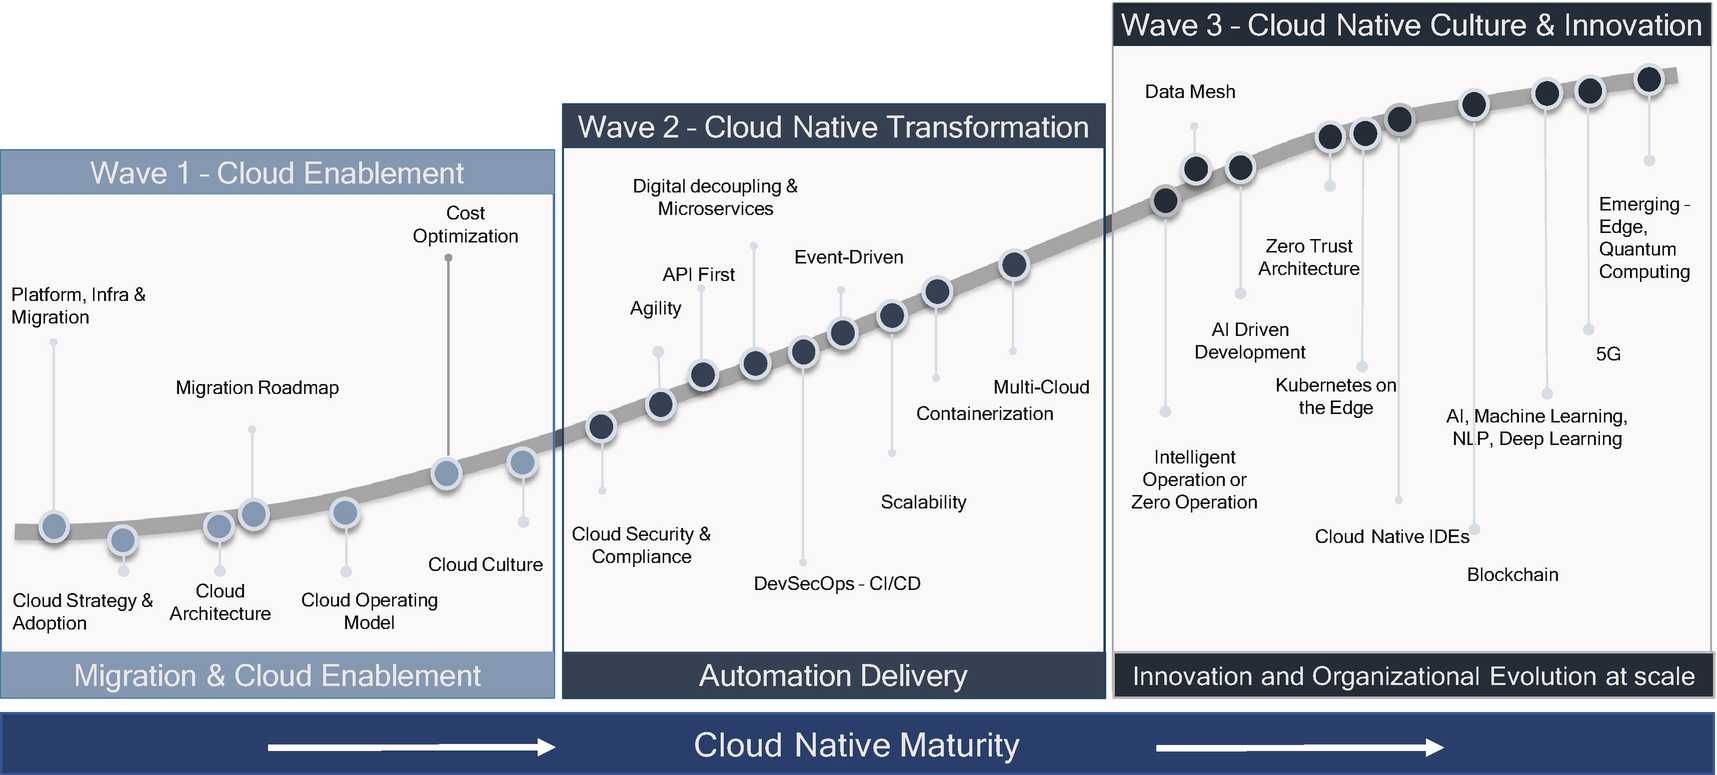 Wave 1 - Cloud Enablement
Cost
Optimization
Platform, Infra &
Migration
Migration Roadmap
Cloud Culture
Cloud Strategy &
Adoption
Cloud
Architecture
Cloud Operating
Model
Migration & Cloud Enablement
Wave 2 - Cloud Native Transformation
Digital decoupling &
Microservices
Event-Driven
API First
Agility
Multi-Cloud
Containerization
Scalability
Cloud Security &
Compliance
DevSecOps - CI/CD
Automation Delivery
Wave 3 - Cloud Native Culture & Innovation
Data Mesh
Emerging -
Edge,
Quantum
Computing
Zero Trust
Architecture
AI Driven
Development
5G
Kubernetes on
the Edge
AI, Machine Learning,
NLP, Deep Learning
Intelligent
Operation or
Zero Operation
Cloud Native IDEs
Blockchain
Innovation and Organizational Evolution at scale
Cloud Native Maturity